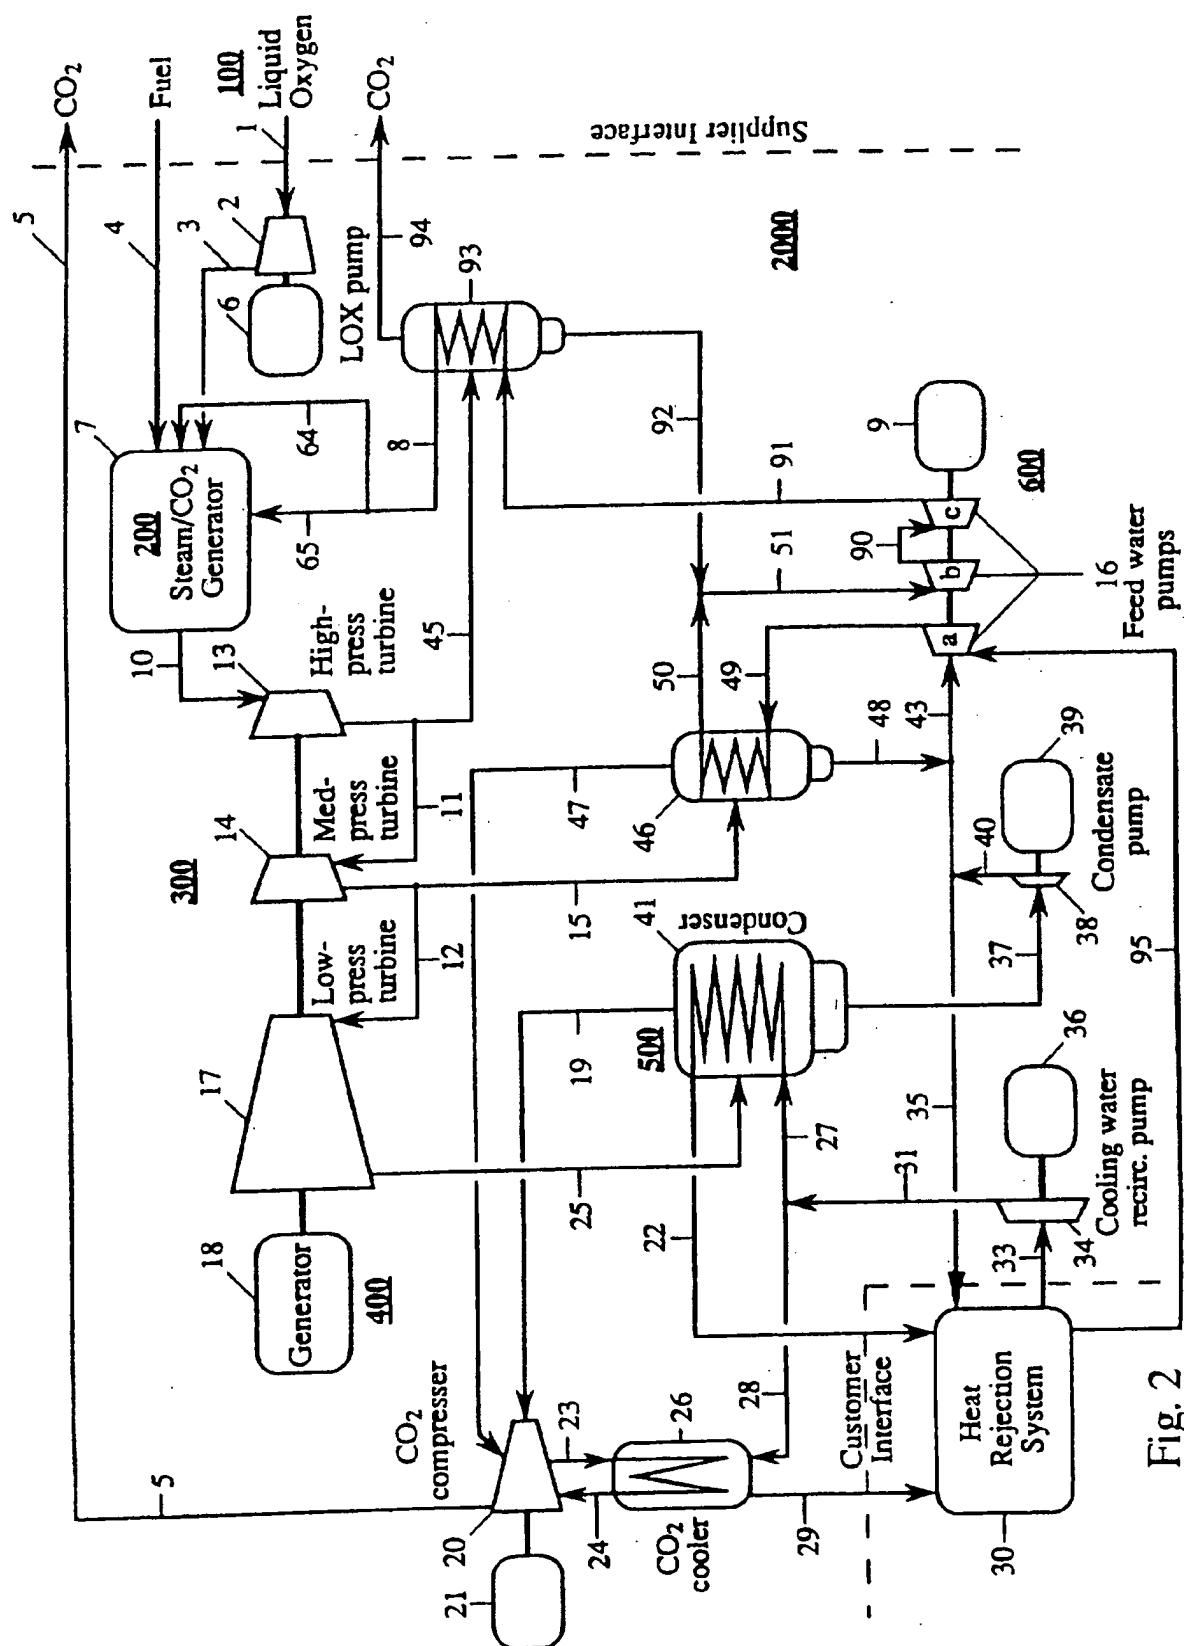 5
CO2
4
Fuel
100
Liquid
Oxygen
1
3
2
7
6
LOX pump
CO2
94
Supplier Interface
2000
200
Steam/CO2
Generator
64
65
8
93
92
9
10
13
High-
press
turbine
45
91
600
90
c
51
b
16
Feed water
pumps
a
50
49
48
43
14
300
Med-
press
turbine
11
47
46
39
40
Condensate
pump
38
15
41
Condenser
37
95
17
Low-
press
turbine
12
19
500
36
35
27
31
Cooling water
recirc. pump
34
33
25
22
18
Generator
400
28
Customer
Interface
CO2
compresser
23
26
Heat
Rejection
System
5
20
24
CO2
cooler
29
30
21
Fig. 2